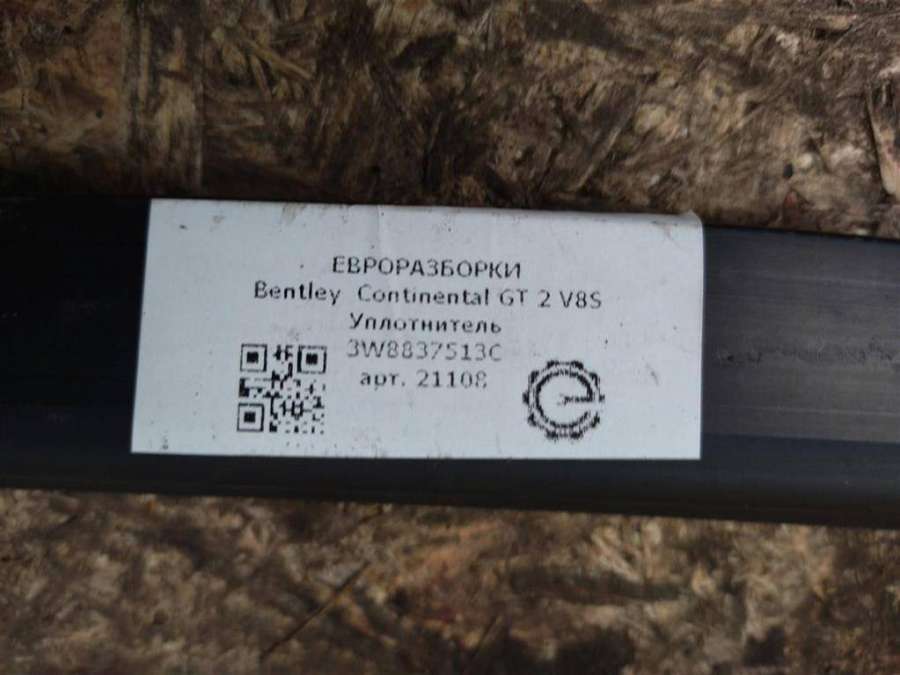 ЕВРОРАЗБОРКИ
Bentley Continental GT 2 V8S
Уплотнитель
3W8837513C
арт. 21108